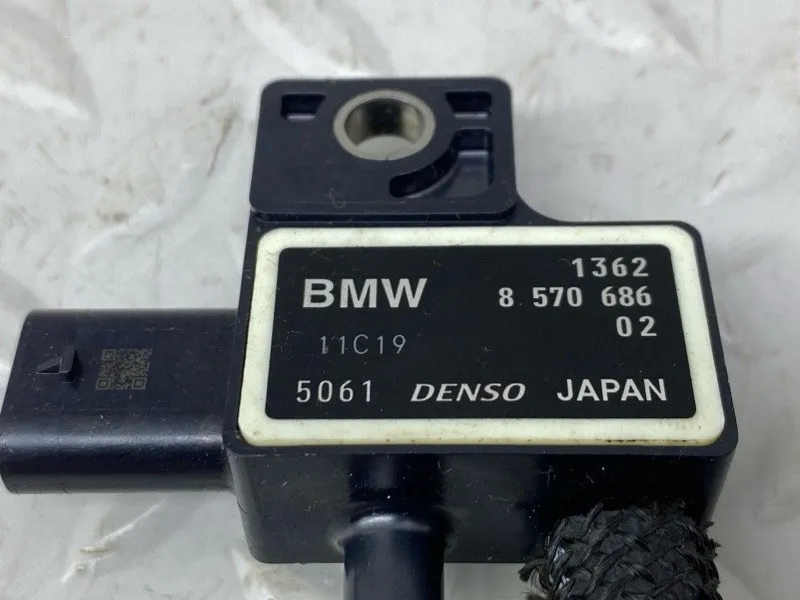 1362
BMW 8 570 686
02
11C19
5061 DENSO JAPAN